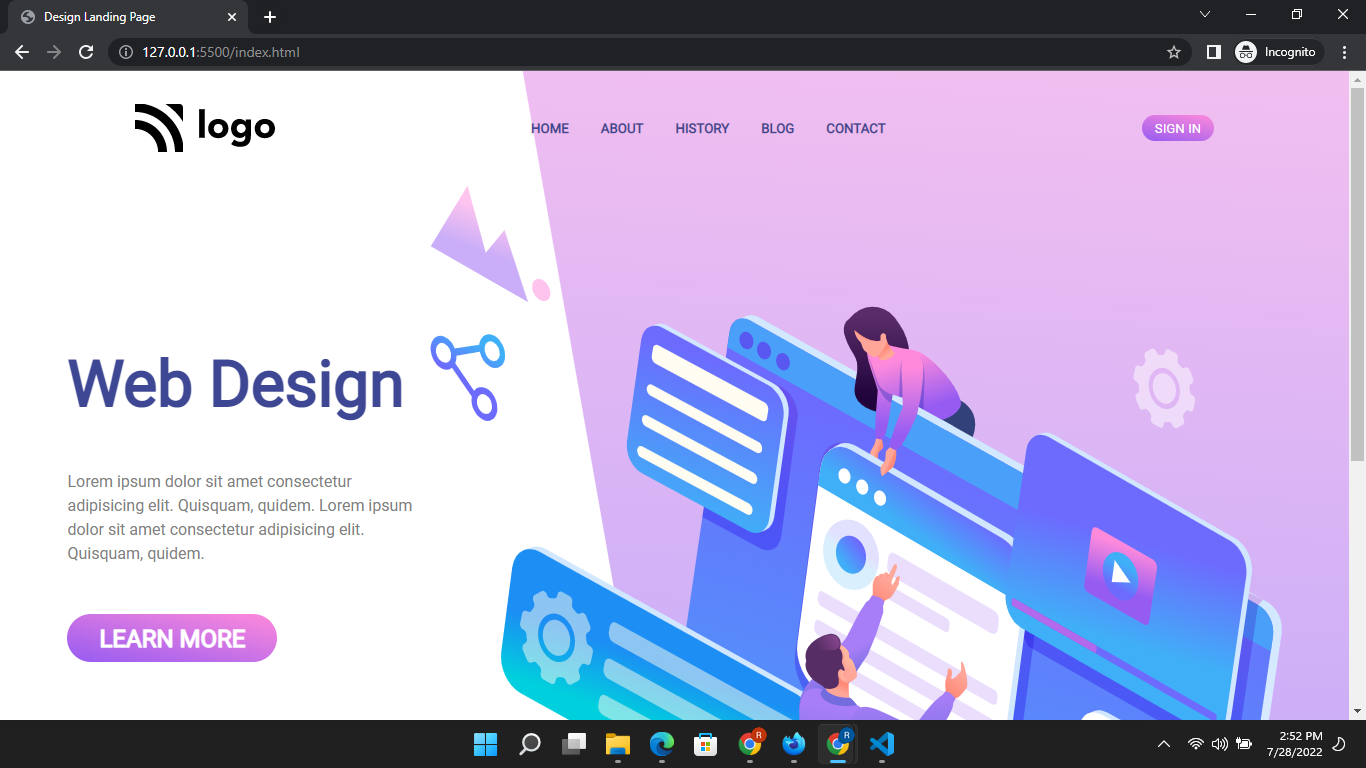 Design Landing Page
127.0.0.1:5500/index.html
Incognito
logo
HOME ABOUT HISTORY BLOG CONTACT
SIGN IN
Web Design
Lorem ipsum dolor sit amet consectetur
adipisicing elit. Quisquam, quidem. Lorem ipsum
dolor sit amet consectetur adipisicing elit.
Quisquam, quidem.
LEARN MORE
R
R
2:52 PM
7/28/2022